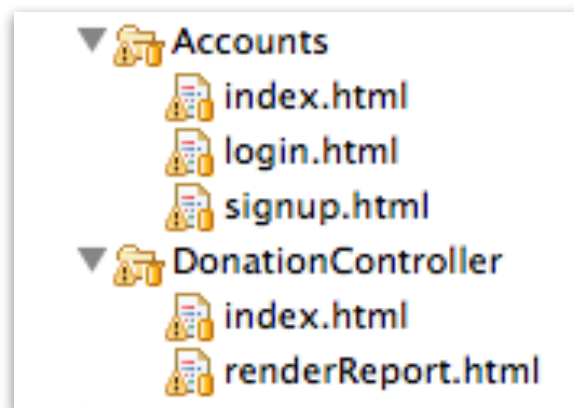 Accounts
index.html
login.html
signup.html
DonationController
index.html
renderReport.html